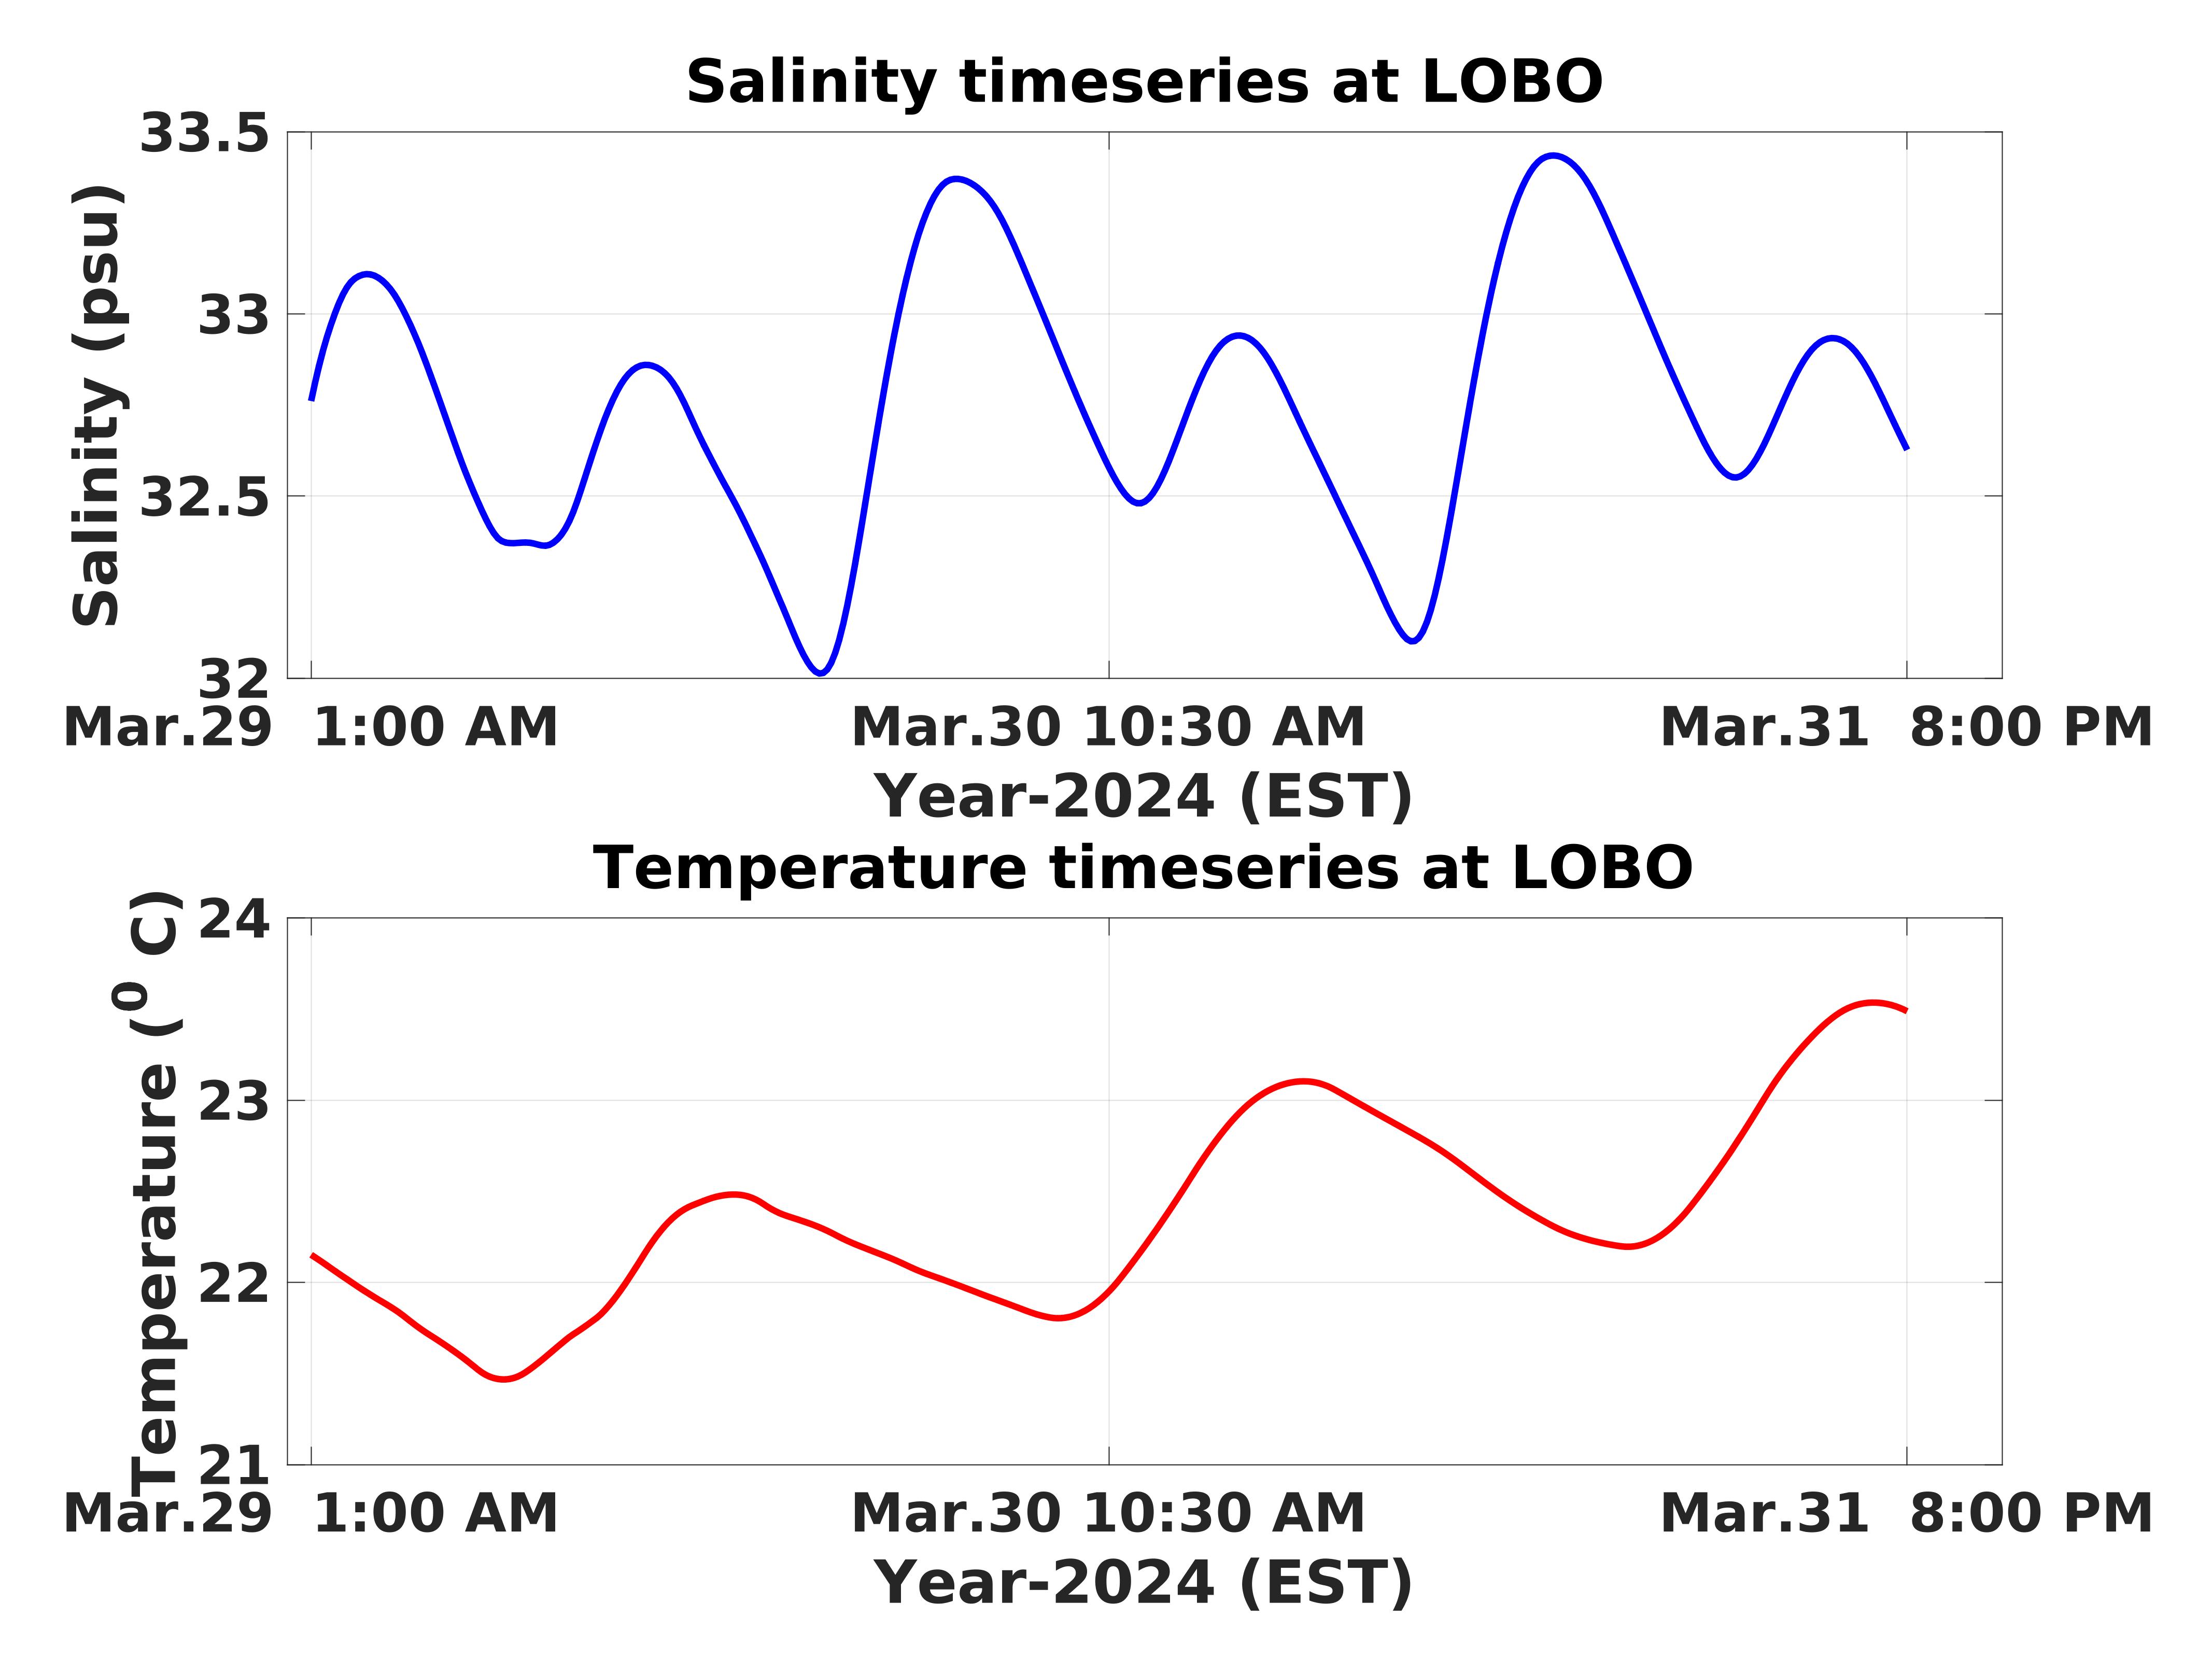 Salinity timeseries at LOBO
Salinity (psu)
33.5
33
32.5
32
Mar.29  1:00 AM
Mar.30 10:30 AM
Mar.31  8:00 PM
Year-2024 (EST)
Temperature timeseries at LOBO
Temperature (⁰ C)
24
23
22
21
Mar.29  1:00 AM
Mar.30 10:30 AM
Mar.31  8:00 PM
Year-2024 (EST)